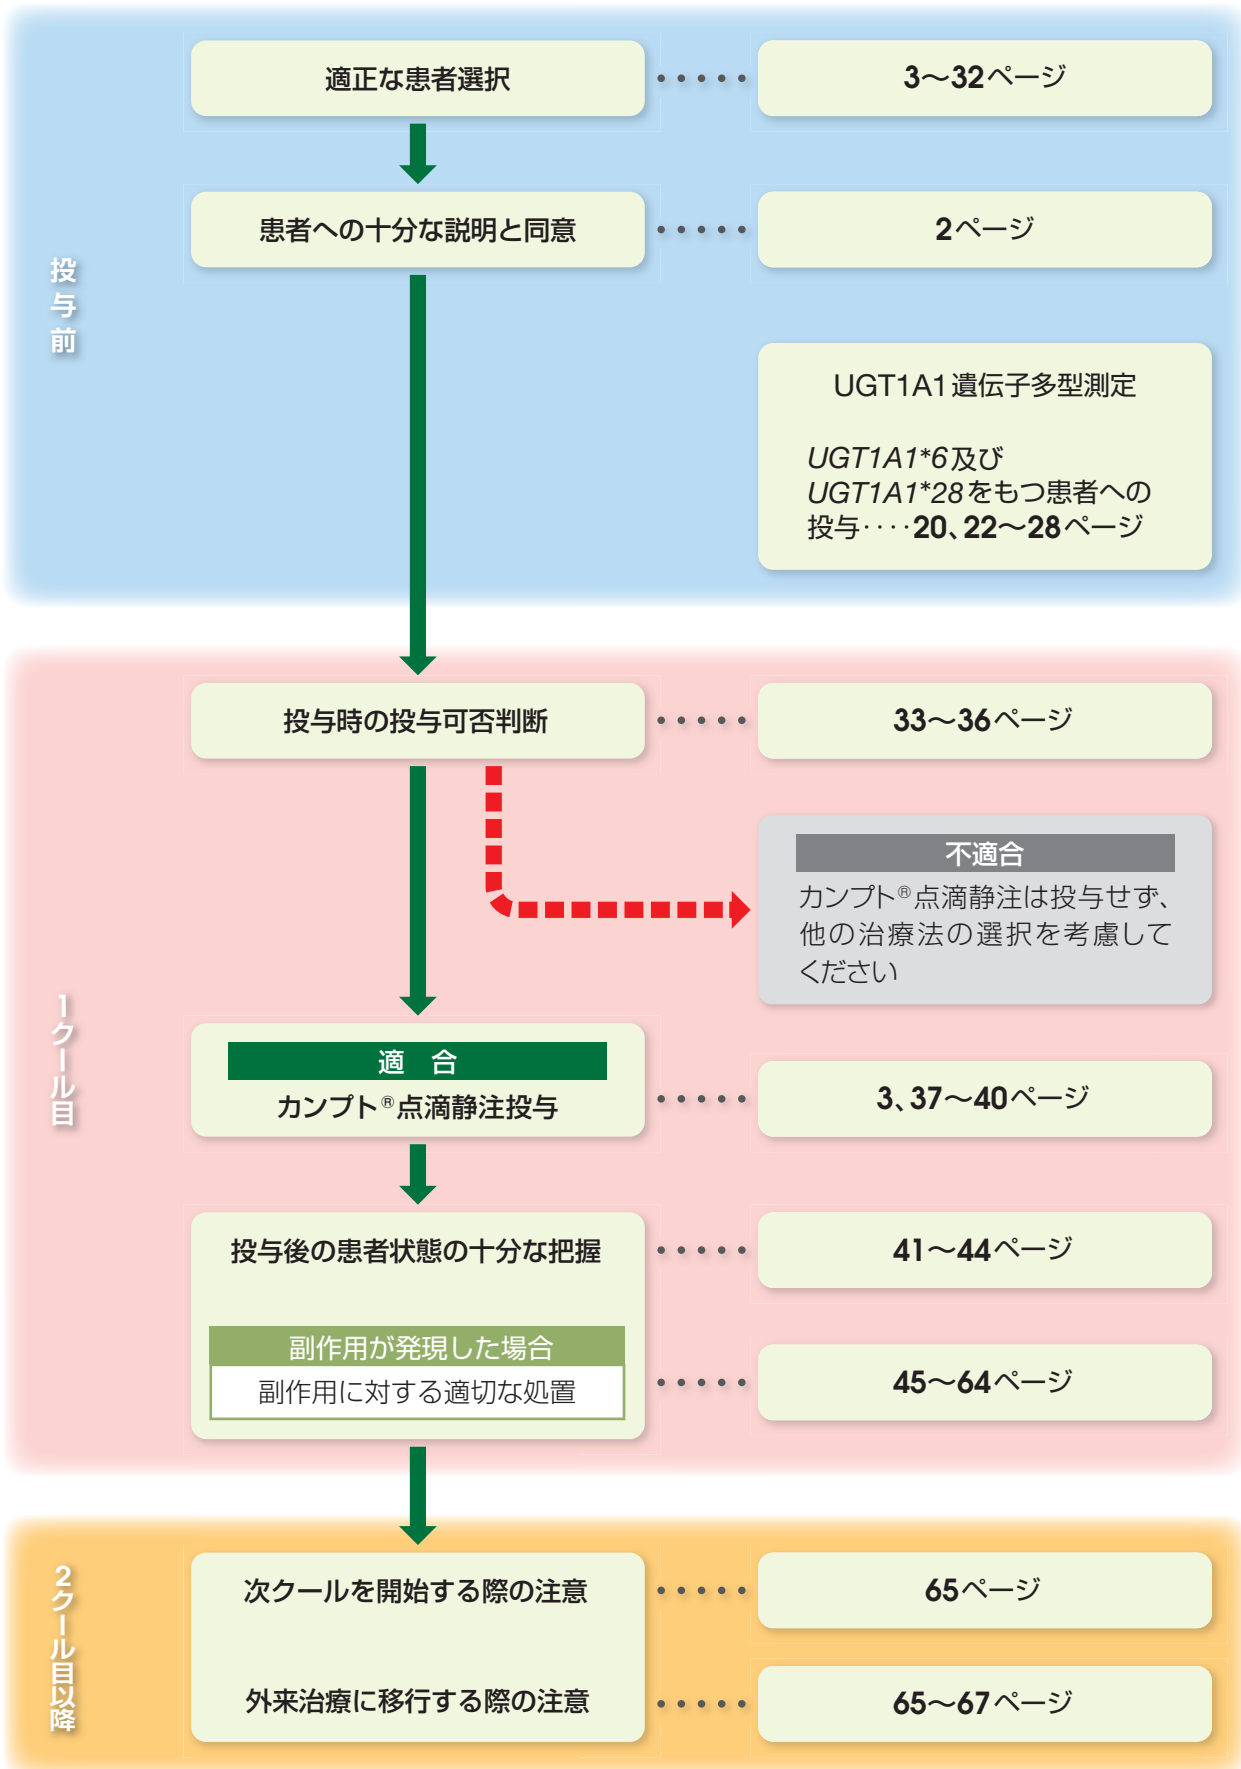 投与前
適正な患者選択
3〜32ページ
患者への十分な説明と同意
2ページ
UGT1A1遺伝子多型測定
UGT1A1*6及び
UGT1A1*28をもつ患者への
投与‥‥20、22〜28ページ
1クール目
投与時の投与可否判断
33〜36ページ
不適合
カンプト®点滴静注は投与せず、
他の治療法の選択を考慮して
ください
適 合
カンプト®点滴静注投与
3、37〜40ページ
投与後の患者状態の十分な把握
41〜44ページ
副作用が発現した場合
副作用に対する適切な処置
45〜64ページ
2クール目以降
次クールを開始する際の注意
65ページ
外来治療に移行する際の注意
65〜67ページ